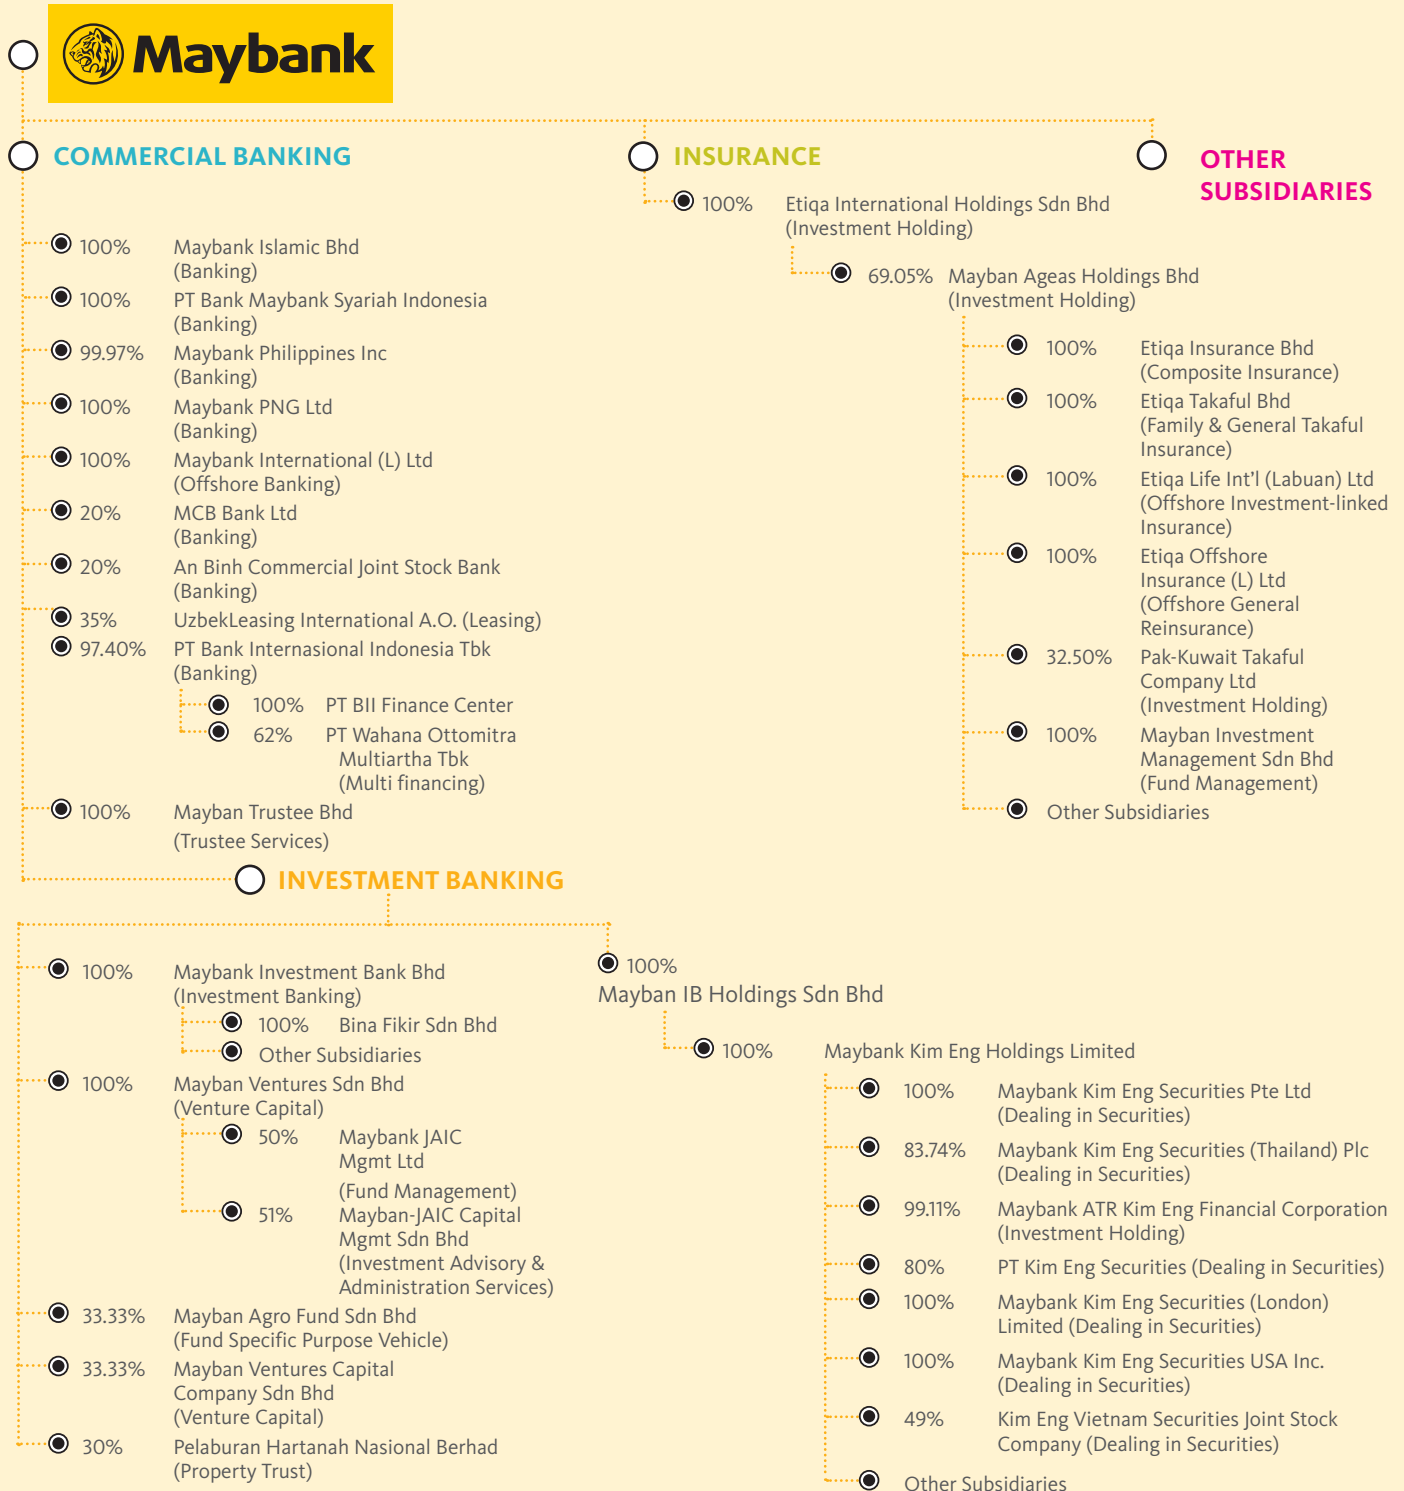 Maybank
COMMERCIAL BANKING
100% Maybank Islamic Bhd
(Banking)
100% PT Bank Maybank Syariah Indonesia
(Banking)
99.97% Maybank Philippines Inc
(Banking)
100% Maybank PNG Ltd
(Banking)
100% Maybank International (L) Ltd
(Offshore Banking)
20% MCB Bank Ltd
(Banking)
20% An Binh Commercial Joint Stock Bank
(Banking)
35% UzbekLeasing International A.O. (Leasing)
97.40% PT Bank Internasional Indonesia Tbk
(Banking)
100% PT BII Finance Center
62% PT Wahana Ottomitra
Multiartha Tbk
(Multi financing)
100% Mayban Trustee Bhd
(Trustee Services)
INSURANCE
100% Etiqa International Holdings Sdn Bhd
(Investment Holding)
69.05% Mayban Ageas Holdings Bhd
(Investment Holding)
100% Etiqa Insurance Bhd
(Composite Insurance)
100% Etiqa Takaful Bhd
(Family & General Takaful
Insurance)
100% Etiqa Life Int'l (Labuan) Ltd
(Offshore Investment-linked
Insurance)
100% Etiqa Offshore
Insurance (L) Ltd
(Offshore General
Reinsurance)
32.50% Pak-Kuwait Takaful
Company Ltd
(Investment Holding)
100% Mayban Investment
Management Sdn Bhd
(Fund Management)
Other Subsidiaries
OTHER
SUBSIDIARIES
INVESTMENT BANKING
100% Maybank Investment Bank Bhd
(Investment Banking)
100% Bina Fikir Sdn Bhd
Other Subsidiaries
100% Mayban Ventures Sdn Bhd
(Venture Capital)
50% Maybank JAIC
Mgmt Ltd
(Fund Management)
51% Mayban-JAIC Capital
Mgmt Sdn Bhd
(Investment Advisory &
Administration Services)
33.33% Mayban Agro Fund Sdn Bhd
(Fund Specific Purpose Vehicle)
33.33% Mayban Ventures Capital
Company Sdn Bhd
(Venture Capital)
30% Pelaburan Hartanah Nasional Berhad
(Property Trust)
100%
Mayban IB Holdings Sdn Bhd
100% Maybank Kim Eng Holdings Limited
100% Maybank Kim Eng Securities Pte Ltd
(Dealing in Securities)
83.74% Maybank Kim Eng Securities (Thailand) Plc
(Dealing in Securities)
99.11% Maybank ATR Kim Eng Financial Corporation
(Investment Holding)
80% PT Kim Eng Securities (Dealing in Securities)
100% Maybank Kim Eng Securities (London)
Limited (Dealing in Securities)
100% Maybank Kim Eng Securities USA Inc.
(Dealing in Securities)
49% Kim Eng Vietnam Securities Joint Stock
Company (Dealing in Securities)
Other Subsidiaries